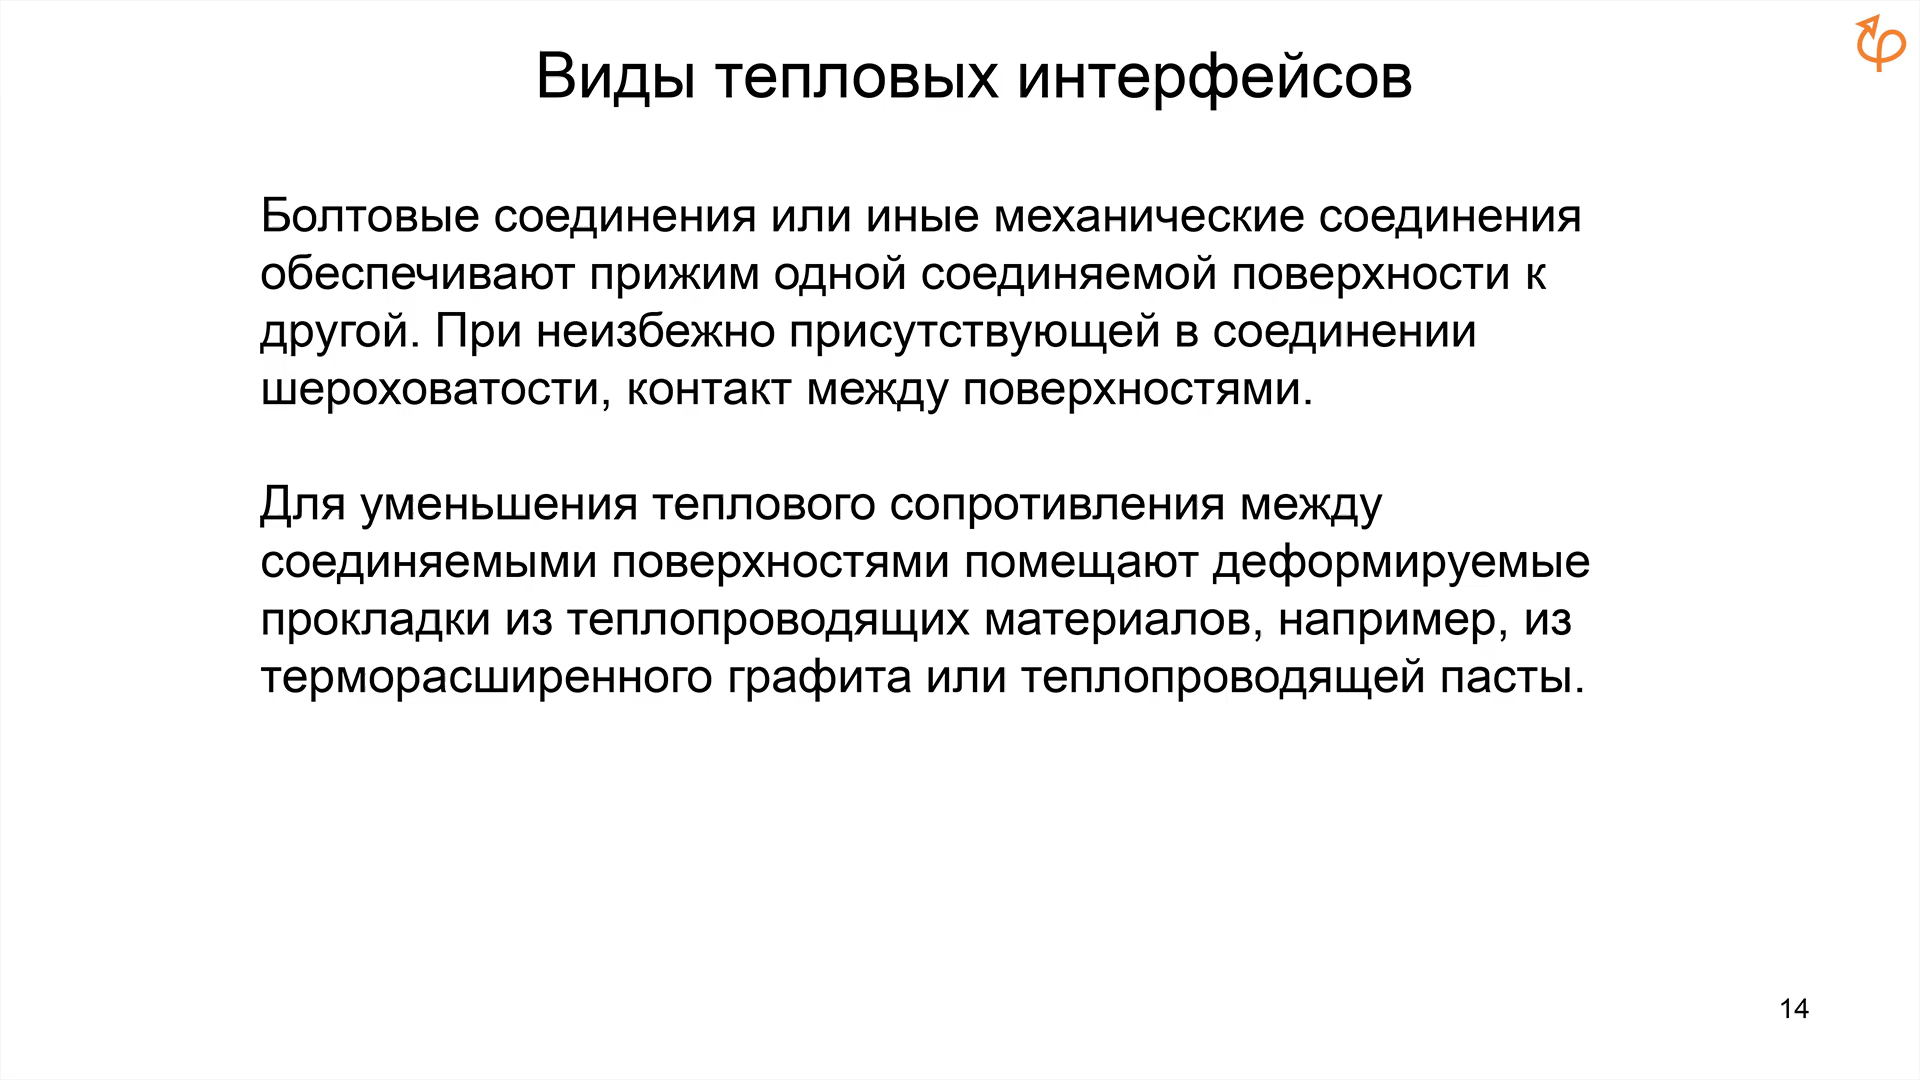 Виды тепловых интерфейсов
Болтовые соединения или иные механические соединения
обеспечивают прижим одной соединяемой поверхности к
другой. При неизбежно присутствующей в соединении
шероховатости, контакт между поверхностями.
Для уменьшения теплового сопротивления между
соединяемыми поверхностями помещают деформируемые
прокладки из теплопроводящих материалов, например, из
терморасширенного графита или теплопроводящей пасты.
14